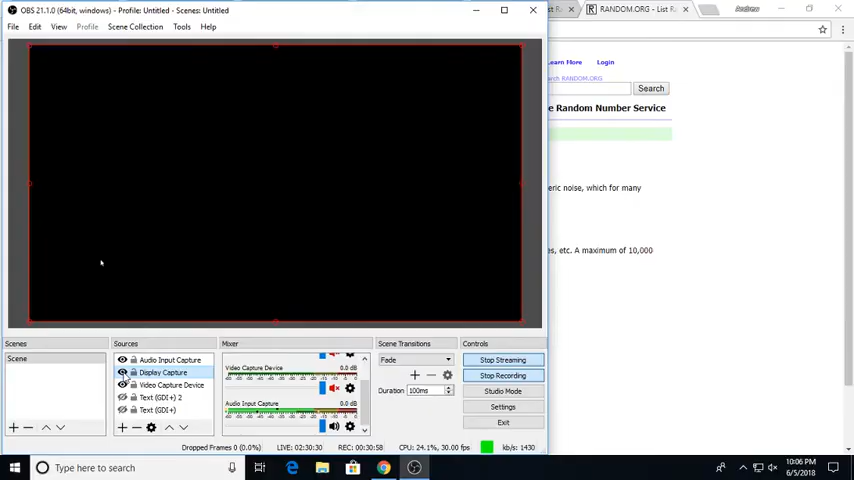 OBS 21.1.0 (64bit, windows) - Profile: Untitled - Scenes: Untitled
File Edit View Profile Scene Collection Tools Help
RANDOM.ORG - List R
Andrew
Learn More Login
Search RANDOM.ORG
Search
e Random Number Service
eric noise, which for many
es, etc. A maximum of 10,000
Scenes
Scene
Sources
Audio Input Capture
Display Capture
Video Capture Device
Text (GDI+) 2
Text (GDI+)
Mixer
Video Capture Device 0.0 dB
Audio Input Capture 0.0 dB
Scene Transitions
Fade
Duration 100ms
Controls
Stop Streaming
Stop Recording
Studio Mode
Settings
Exit
Dropped Frames 0 (0.0%) LIVE: 02:30:30 REC: 00:30:58 CPU: 24.1%, 30.00 fps kb/s: 1430
Type here to search
10:06 PM
6/5/2018